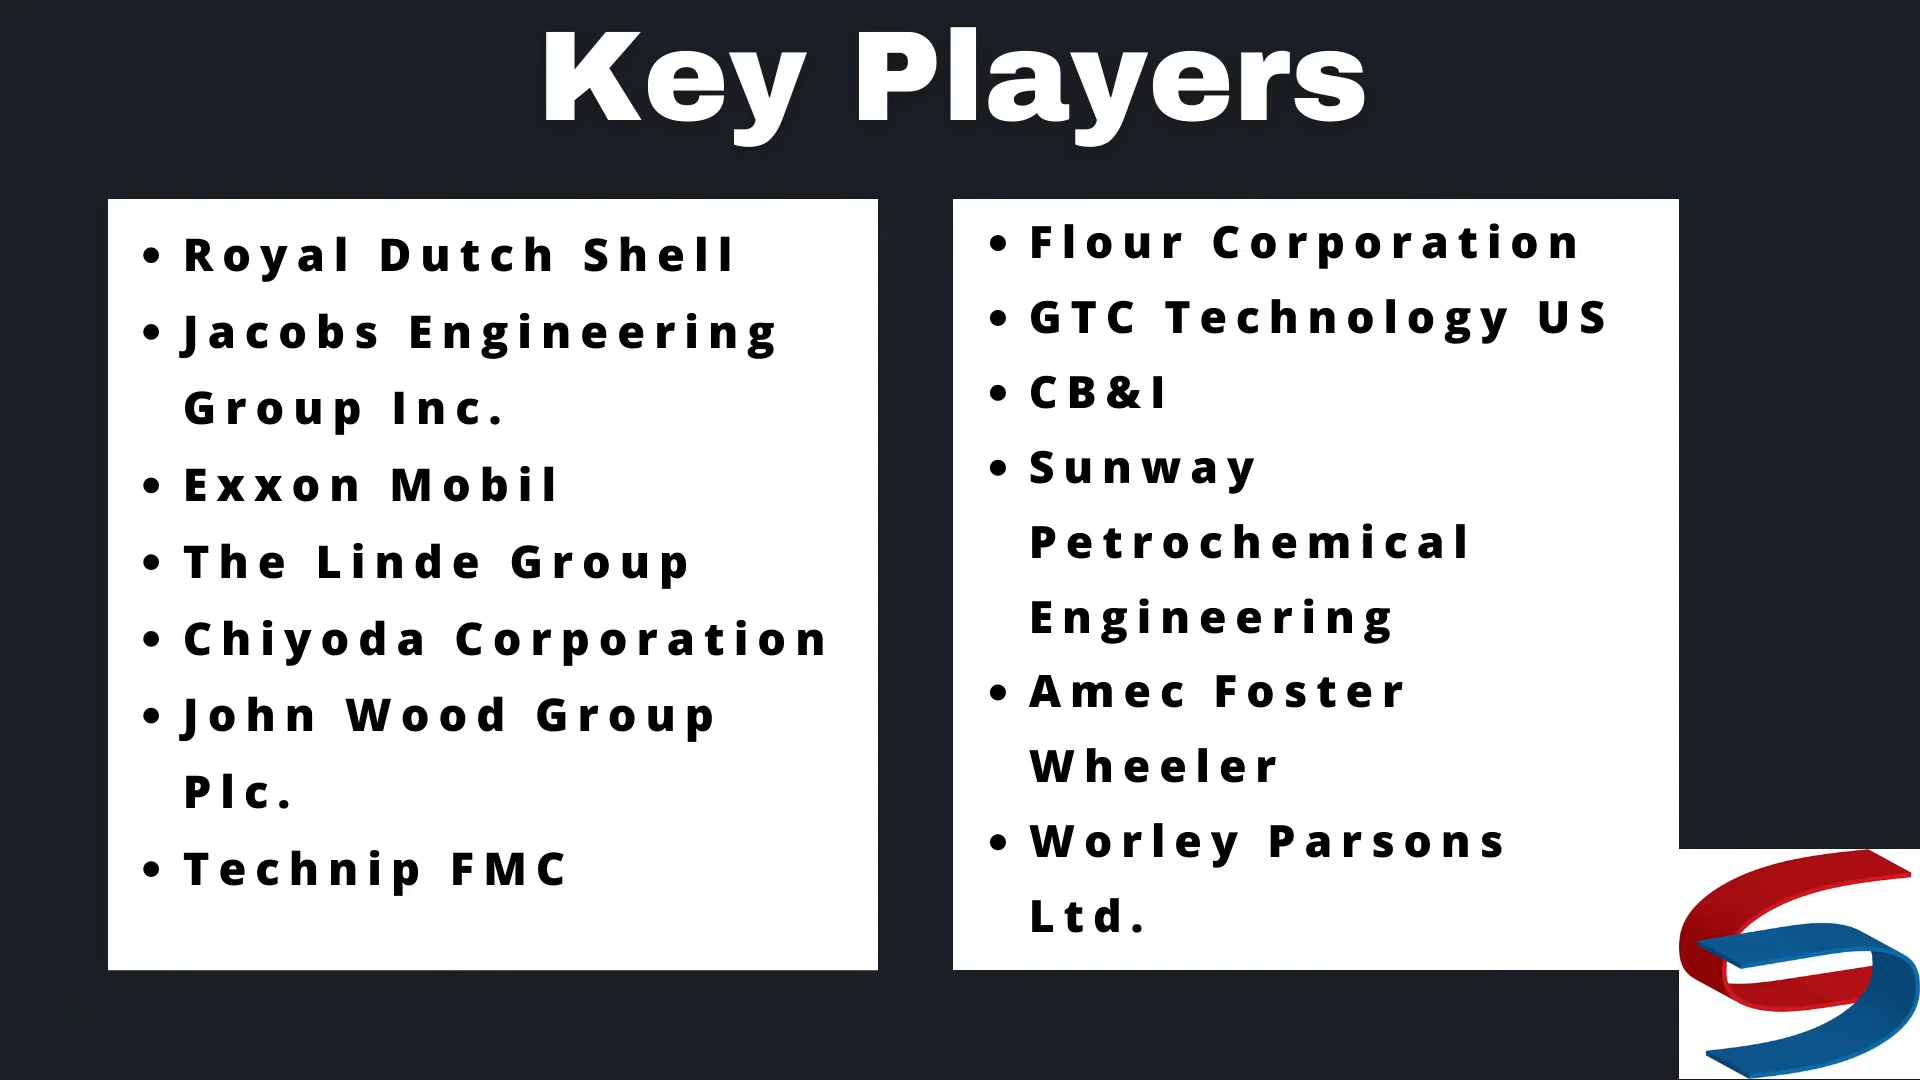 Key Players
• Royal Dutch Shell
• Jacobs Engineering
Group Inc.
• Exxon Mobil
• The Linde Group
• Chiyoda Corporation
• John Wood Group
Plc.
• Technip FMC
• Flour Corporation
• GTC Technology US
• CB&I
• Sunway
Petrochemical
Engineering
• Amec Foster
Wheeler
• Worley Parsons
Ltd.